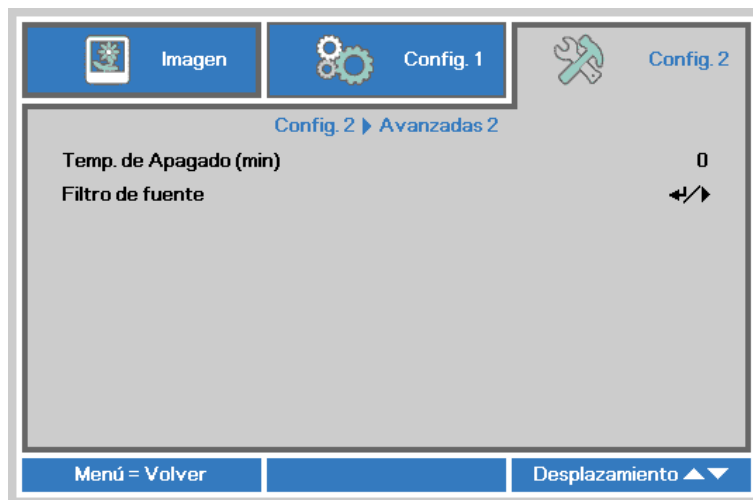 Imagen
Config. 1
Config. 2
Config. 2 ▶ Avanzadas 2
Temp. de Apagado (min) 0
Filtro de fuente ↵/▶
Menú = Volver
Desplazamiento ▲▼